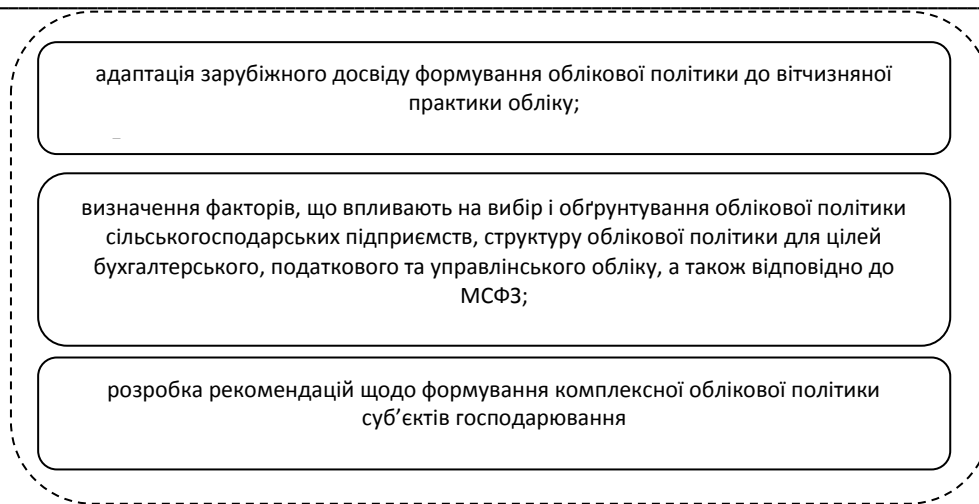 адаптація зарубіжного досвіду формування облікової політики до вітчизняної
практики обліку;
визначення факторів, що впливають на вибір і обґрунтування облікової політики
сільськогосподарських підприємств, структуру облікової політики для цілей
бухгалтерського, податкового та управлінського обліку, а також відповідно до
МСФЗ;
розробка рекомендацій щодо формування комплексної облікової політики
суб’єктів господарювання